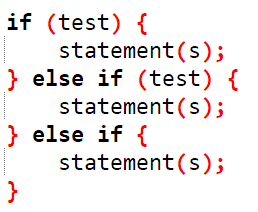 if (test) {
    statement(s);
} else if (test) {
    statement(s);
} else if {
    statement(s);
}